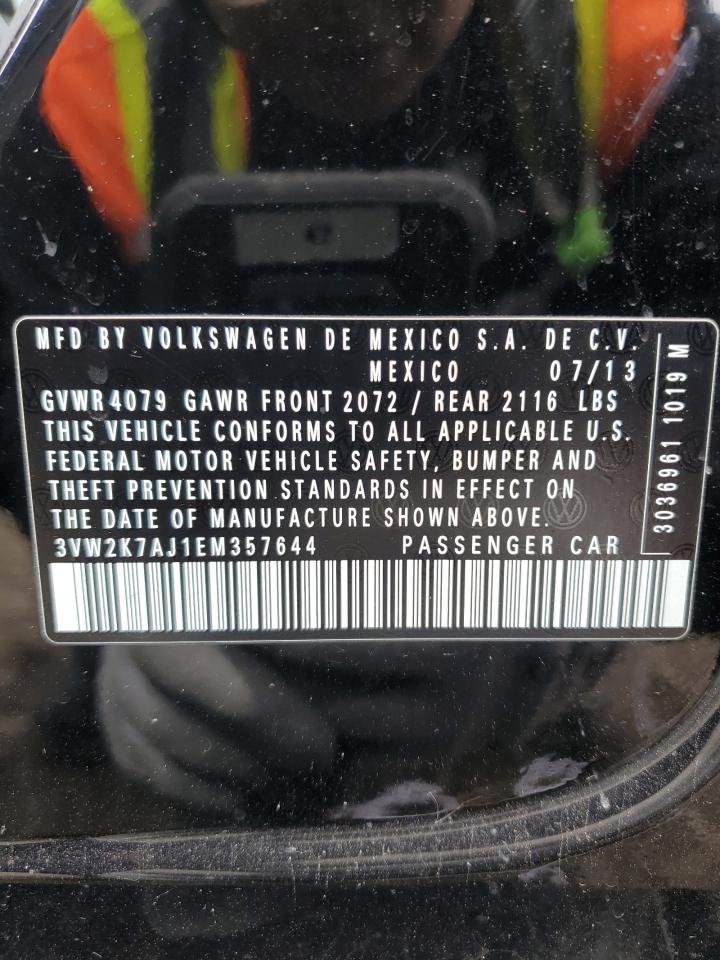 MFD BY VOLKSWAGEN DE MEXICO S.A. DE C.V.
MEXICO 07/13
GVWR 4079 GAWR FRONT 2072 / REAR 2116 LBS
THIS VEHICLE CONFORMS TO ALL APPLICABLE U.S.
FEDERAL MOTOR VEHICLE SAFETY, BUMPER AND
THEFT PREVENTION STANDARDS IN EFFECT ON
THE DATE OF MANUFACTURE SHOWN ABOVE.
3VW2K7AJ1EM357644 PASSENGER CAR
3036961 1019 M